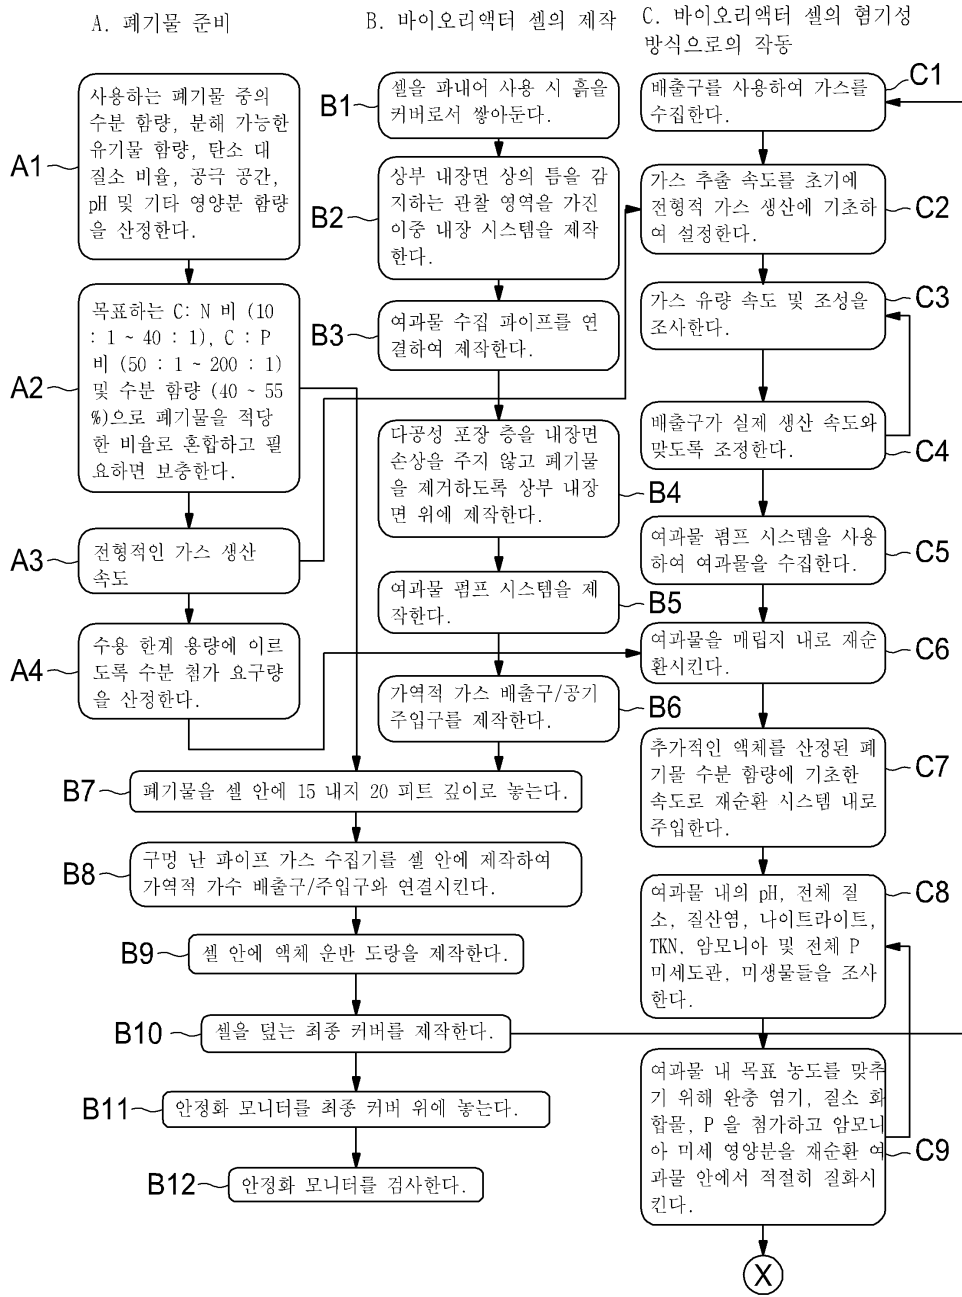 A. 폐기물 준비
A1
사용하는 폐기물 중의
수분 함량, 분해 가능한
유기물 함량, 탄소 대
질소 비율, 공극 공간,
pH 및 기타 영양분 함량
을 산정한다.
A2
목표하는 C: N 비 (10
: 1 ~ 40 : 1), C : P
비 (50 : 1 ~ 200 : 1)
및 수분 함량 (40 ~ 55
%)으로 폐기물을 적당
한 비율로 혼합하고 필
요하면 보충한다.
A3
전형적인 가스 생산
속도
A4
수용 한계 용량에 이르
도록 수분 첨가 요구량
을 산정한다.
B. 바이오리액터 셀의 제작
B1
셀을 파내어 사용 시 흙을
커버로서 쌓아둔다.
B2
상부 내장면 상의 틈을 감
지하는 관찰 영역을 가진
이중 내장 시스템을 제작
한다.
B3
여과물 수집 파이프를 연
결하여 제작한다.
다공성 포장 층을 내장면
손상을 주지 않고 폐기물
을 제거하도록 상부 내장
면 위에 제작한다.
B4
여과물 펌프 시스템을 제
작한다.
B5
가역적 가스 배출구/공기
주입구를 제작한다.
B6
B7
폐기물을 셀 안에 15 내지 20 피트 깊이로 놓는다.
B8
구멍 난 파이프 가스 수집기를 셀 안에 제작하여
가역적 가수 배출구/주입구와 연결시킨다.
B9
셀 안에 액체 운반 도랑을 제작한다.
B10
셀을 덮는 최종 커버를 제작한다.
B11
안정화 모니터를 최종 커버 위에 놓는다.
B12
안정화 모니터를 검사한다.
C. 바이오리액터 셀의 혐기성
방식으로의 작동
C1
배출구를 사용하여 가스를
수집한다.
가스 추출 속도를 초기에
전형적 가스 생산에 기초하
여 설정한다.
C2
가스 유량 속도 및 조성을
조사한다.
C3
배출구가 실제 생산 속도와
맞도록 조정한다.
C4
여과물 펌프 시스템을 사용
하여 여과물을 수집한다.
C5
여과물을 매립지 내로 재순
환시킨다.
C6
추가적인 액체를 산정된 폐
기물 수분 함량에 기초한
속도로 재순환 시스템 내로
주입한다.
C7
여과물 내의 pH, 전체 질
소, 질산염, 나이트라이트,
TKN, 암모니아 및 전체 P
미세도관, 미생물들을 조사
한다.
C8
여과물 내 목표 농도를 맞추
기 위해 완충 염기, 질소 화
합물, P 을 첨가하고 암모니
아 미세 영양분을 재순환 여
과물 안에서 적절히 질화시
킨다.
C9
X